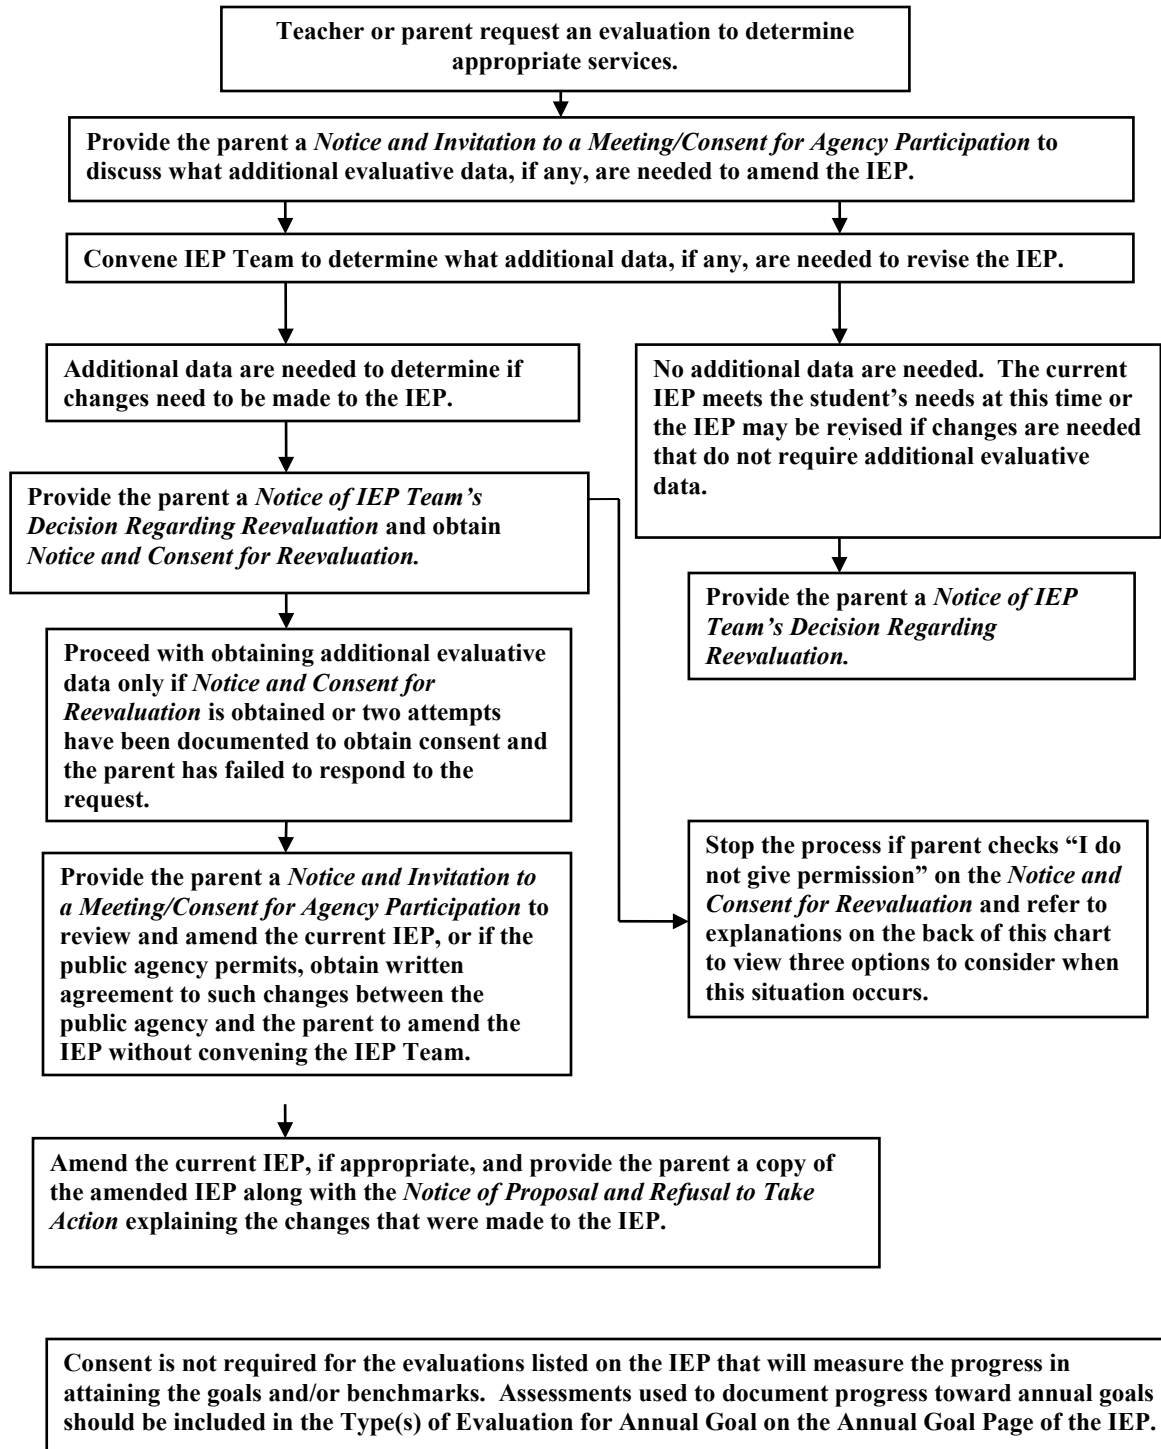 Teacher or parent request an evaluation to determine
appropriate services.
Provide the parent a Notice and Invitation to a Meeting/Consent for Agency Participation to
discuss what additional evaluative data, if any, are needed to amend the IEP.
Convene IEP Team to determine what additional data, if any, are needed to revise the IEP.
Additional data are needed to determine if
changes need to be made to the IEP.
No additional data are needed.  The current
IEP meets the student’s needs at this time or
the IEP may be revised if changes are needed
that do not require additional evaluative
data.
Provide the parent a Notice of IEP Team’s
Decision Regarding Reevaluation and obtain
Notice and Consent for Reevaluation.
Provide the parent a Notice of IEP
Team’s Decision Regarding
Reevaluation.
Proceed with obtaining additional evaluative
data only if Notice and Consent for
Reevaluation is obtained or two attempts
have been documented to obtain consent and
the parent has failed to respond to the
request.
Stop the process if parent checks “I do
not give permission” on the Notice and
Consent for Reevaluation and refer to
explanations on the back of this chart
to view three options to consider when
this situation occurs.
Provide the parent a Notice and Invitation to
a Meeting/Consent for Agency Participation to
review and amend the current IEP, or if the
public agency permits, obtain written
agreement to such changes between the
public agency and the parent to amend the
IEP without convening the IEP Team.
Amend the current IEP, if appropriate, and provide the parent a copy of
the amended IEP along with the Notice of Proposal and Refusal to Take
Action explaining the changes that were made to the IEP.
Consent is not required for the evaluations listed on the IEP that will measure the progress in
attaining the goals and/or benchmarks.  Assessments used to document progress toward annual goals
should be included in the Type(s) of Evaluation for Annual Goal on the Annual Goal Page of the IEP.